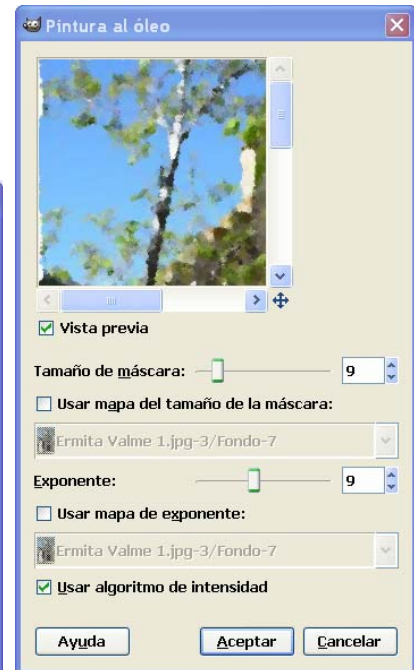 Pintura al óleo
Vista previa
Tamaño de máscara: 9
Usar mapa del tamaño de la máscara:
Ermita Valme 1.jpg-3/Fondo-7
Exponente: 9
Usar mapa de exponente:
Ermita Valme 1.jpg-3/Fondo-7
Usar algoritmo de intensidad
Ayuda Aceptar Cancelar